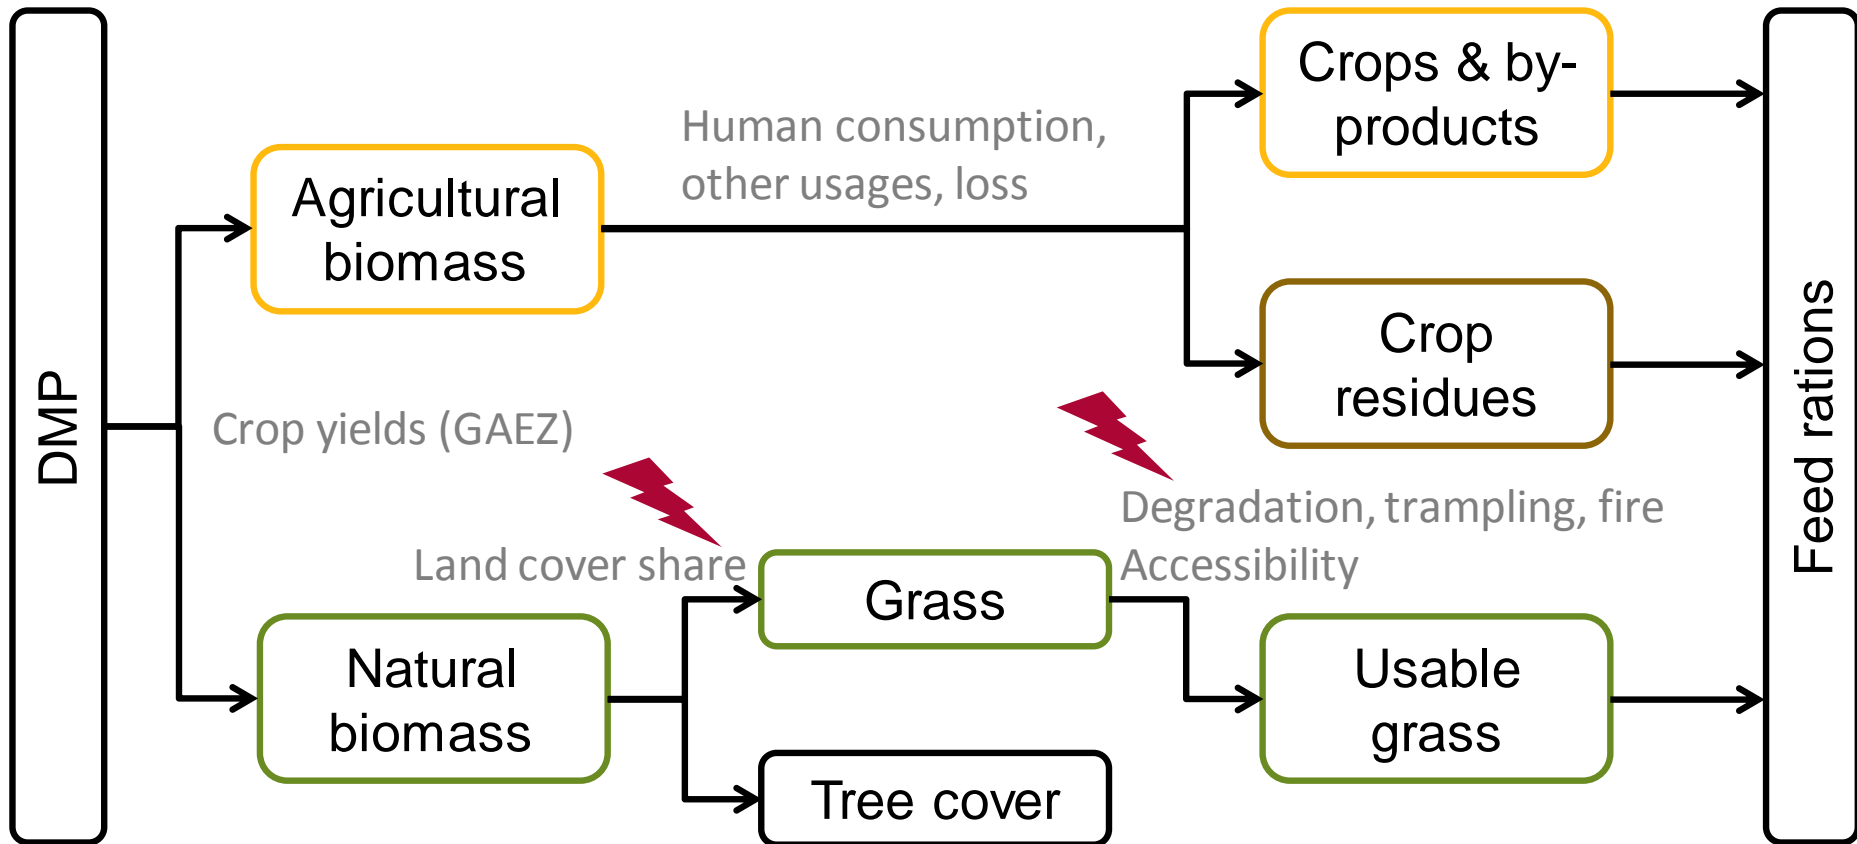 DMP
Agricultural
biomass
Human consumption,
other usages, loss
Crops & by-
products
Crop
residues
Crop yields (GAEZ)
Land cover share
Degradation, trampling, fire
Accessibility
Natural
biomass
Grass
Tree cover
Usable
grass
Feed rations